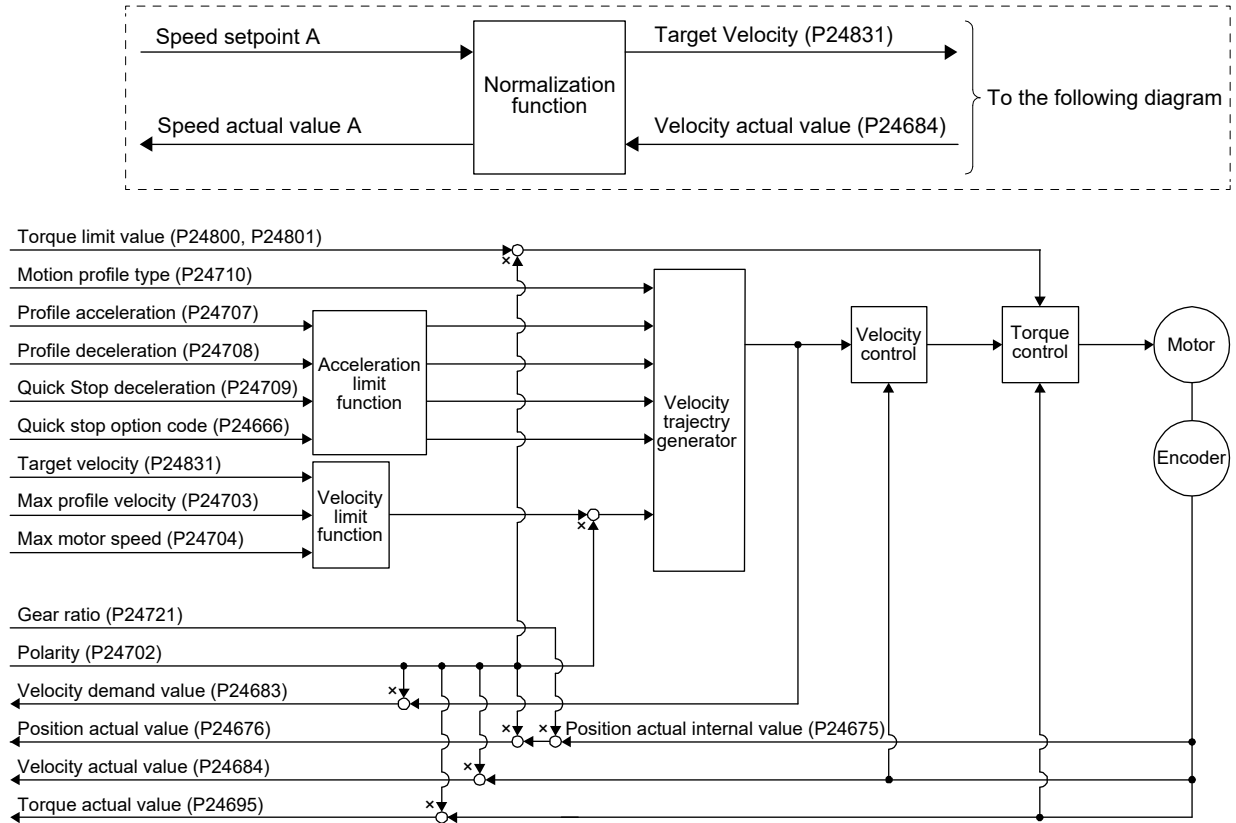 Speed setpoint A
Target Velocity (P24831)
Normalization
function
To the following diagram
Speed actual value A
Velocity actual value (P24684)
Torque limit value (P24800, P24801)
×
Motion profile type (P24710)
Profile acceleration (P24707)
Profile deceleration (P24708)
Quick Stop deceleration (P24709)
Quick stop option code (P24666)
Acceleration
limit
function
Target velocity (P24831)
Max profile velocity (P24703)
Max motor speed (P24704)
Velocity
limit
function
×
Velocity
trajectry
generator
Velocity
control
Torque
control
Motor
Encoder
Gear ratio (P24721)
Polarity (P24702)
Velocity demand value (P24683)
×
Position actual value (P24676)
×
×
Position actual internal value (P24675)
Velocity actual value (P24684)
×
Torque actual value (P24695)
×